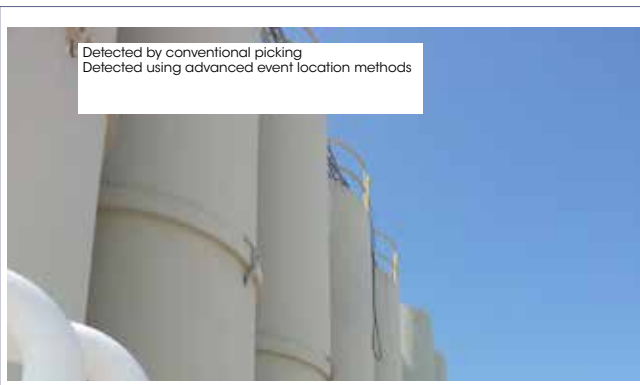 Detected by conventional picking
Detected using advanced event location methods